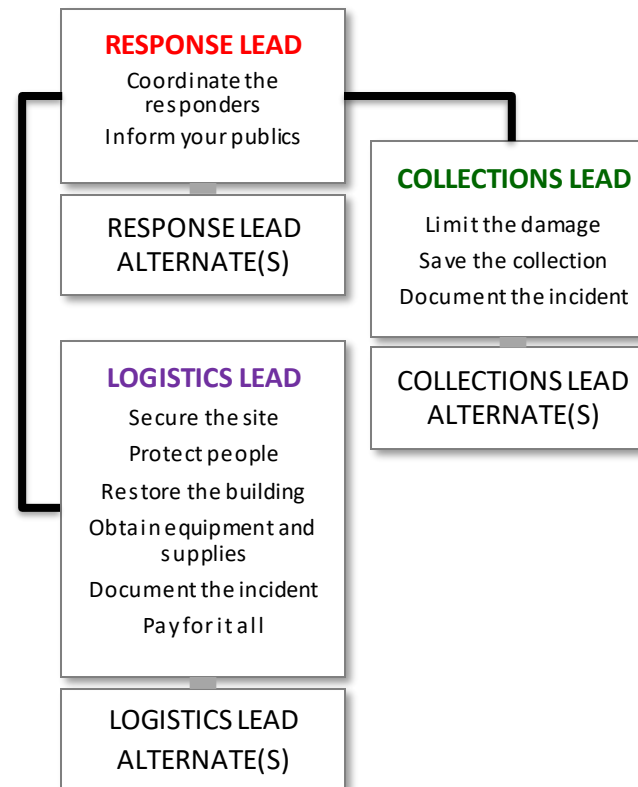 RESPONSE LEAD
Coordinate the
responders
Inform your publics
RESPONSE LEAD
ALTERNATE(S)
COLLECTIONS LEAD
Limit the damage
Save the collection
Document the incident
COLLECTIONS LEAD
ALTERNATE(S)
LOGISTICS LEAD
Secure the site
Protect people
Restore the building
Obtain equipment and
supplies
Document the incident
Pay for it all
LOGISTICS LEAD
ALTERNATE(S)